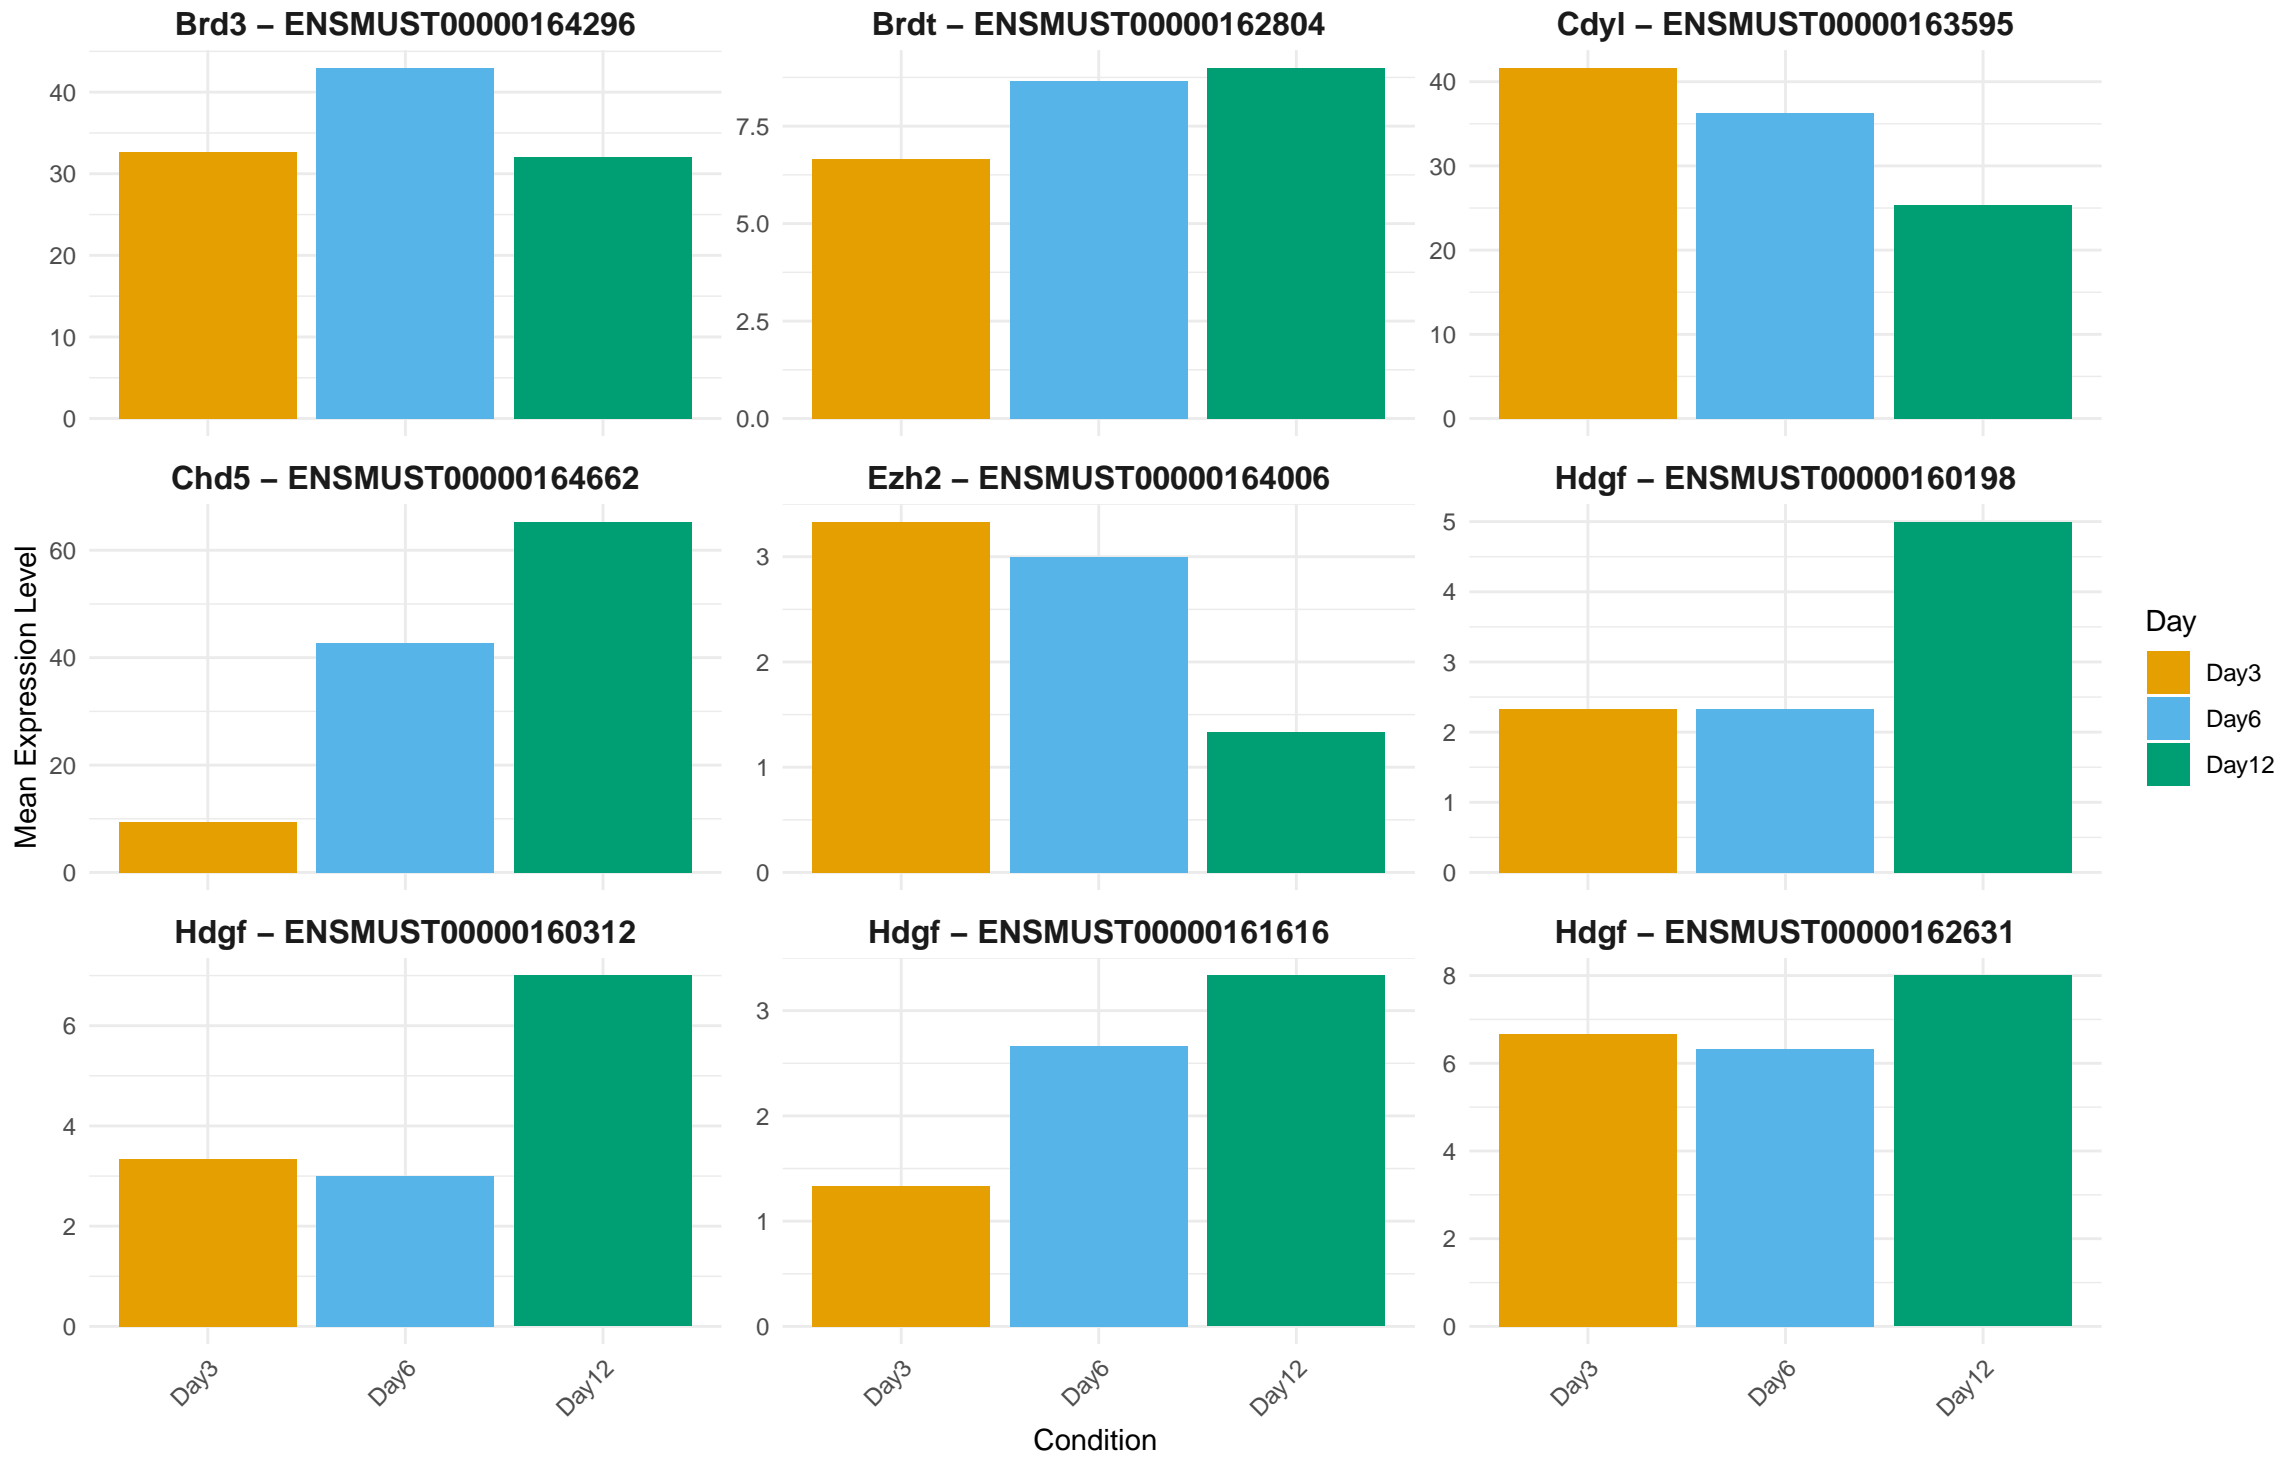 Brd3 – ENSMUST00000164296
Brdt – ENSMUST00000162804
Cdyl – ENSMUST00000163595
40
30
20
10
0
7.5
5.0
2.5
0.0
40
30
20
10
0
Chd5 – ENSMUST00000164662
Ezh2 – ENSMUST00000164006
Hdgf – ENSMUST00000160198
60
40
20
0
3
2
1
0
5
4
3
2
1
0
Hdgf – ENSMUST00000160312
Hdgf – ENSMUST00000161616
Hdgf – ENSMUST00000162631
6
4
2
0
3
2
1
0
8
6
4
2
0
Day3
Day6
Day12
Day3
Day6
Day12
Day3
Day6
Day12
Condition
Mean Expression Level
Day
Day3
Day6
Day12